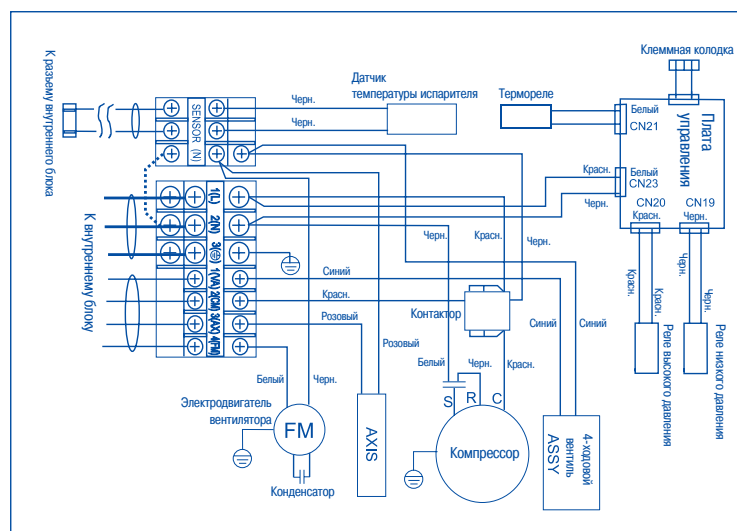 К разъему внутреннего блока
К внутреннему блоку
SENSOR
(N)
1(L)
2(N)
3(⏚)
1(VA)
2(CM)
3(AX)
4(FM)
Черн.
Черн.
Датчик
температуры испарителя
Термореле
Клеммная колодка
Белый
CN21
Плата
управления
Красн.
Белый
CN23
Черн.
CN20
CN19
Красн.
Черн.
Черн.
Красн.
Черн.
Синий
Красн.
Розовый
Розовый
Контактор
Синий
Синий
Красн.
Красн.
Черн.
Черн.
Реле высокого давления
Реле низкого давления
Белый
Черн.
Белый
Черн.
Красн.
Электродвигатель
вентилятора
FM
Конденсатор
AXIS
S
R
C
Компрессор
4-ходовой
вентиль
ASSY